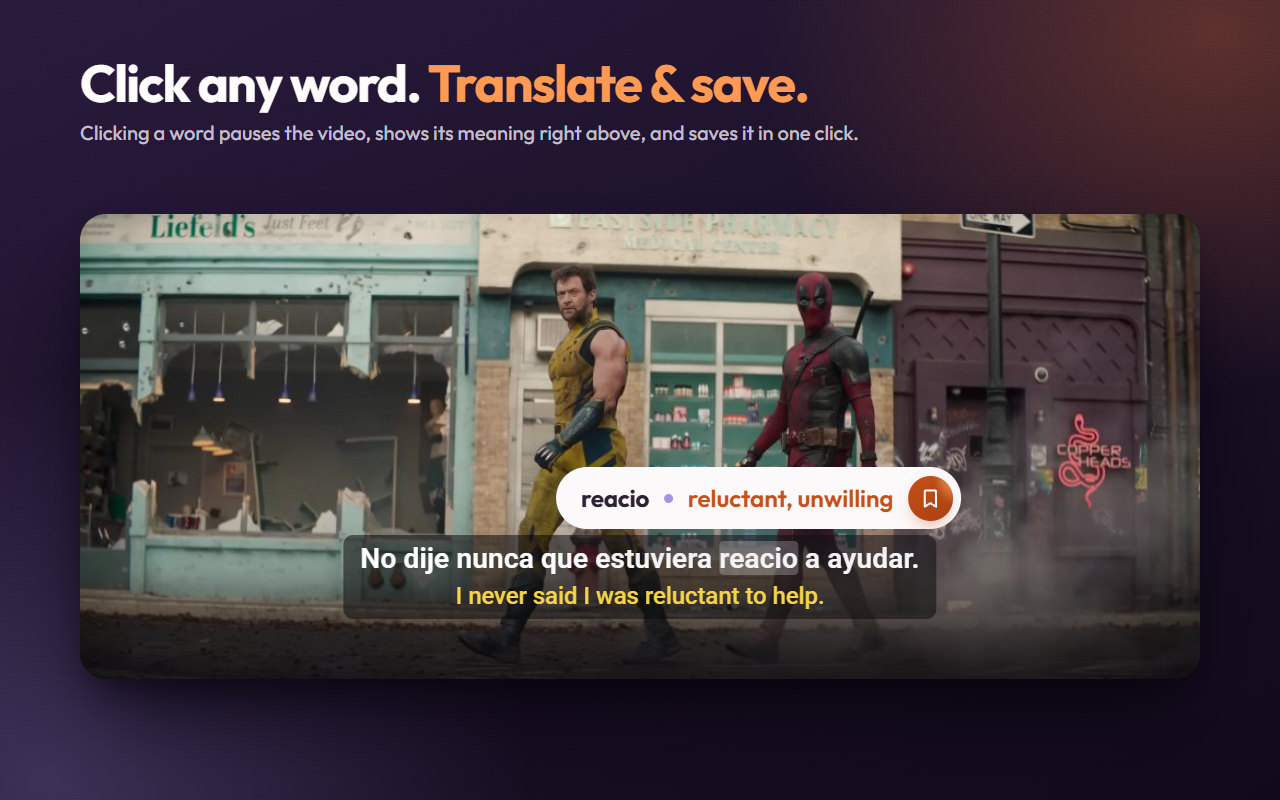 Click any word. Translate & save.
Clicking a word pauses the video, shows its meaning right above, and saves it in one click.
Liefeld's Just Feet
EASTSIDE PHARMACY
MEDICAL CENTER
ONE WAY
COPPER
HEADS
reacio • reluctant, unwilling
No dije nunca que estuviera reacio a ayudar.
I never said I was reluctant to help.